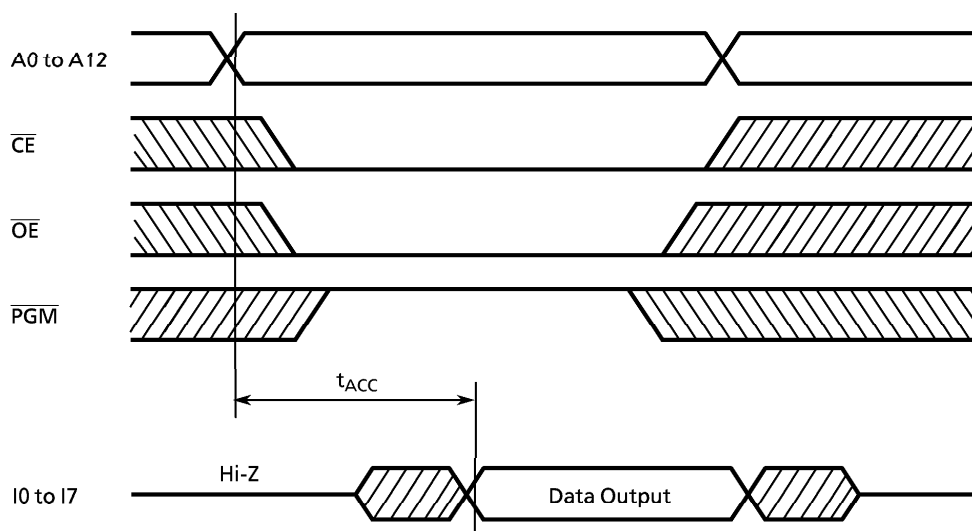 A0 to A12
CE
OE
PGM
tACC
Hi-Z
I0 to I7
Data Output